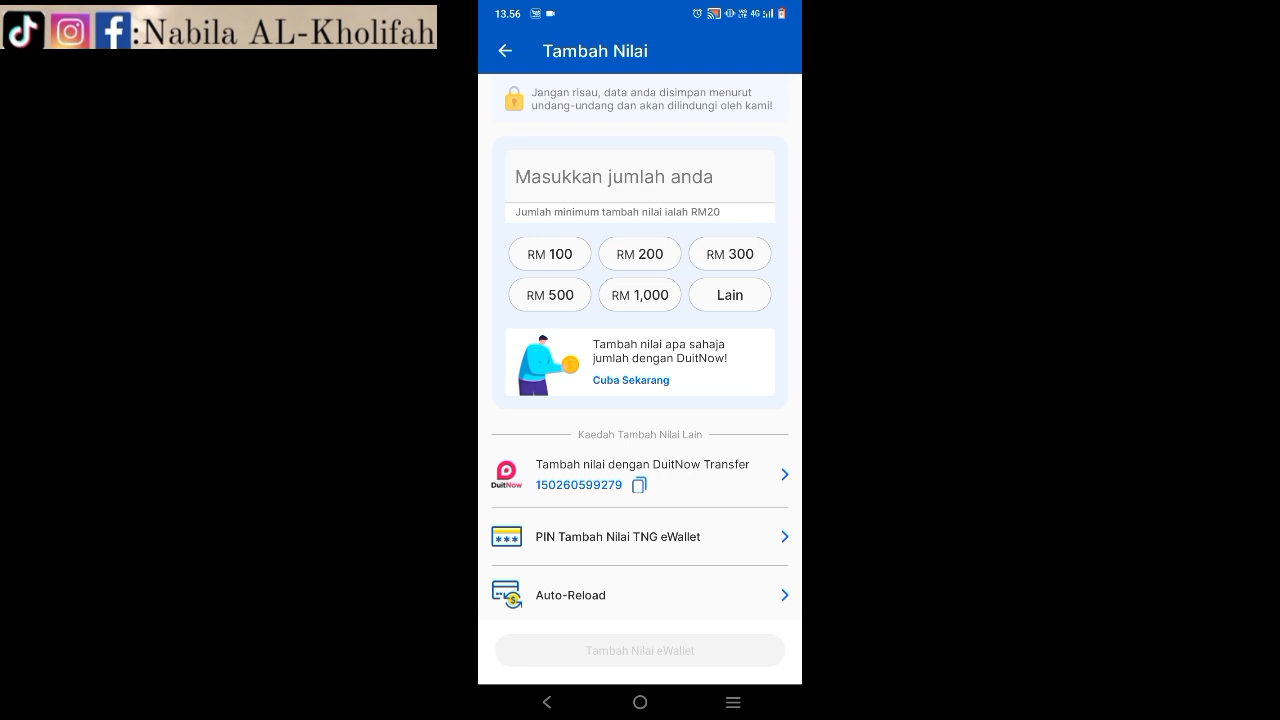 :Nabila AL-Kholifah
13.56
4G
Tambah Nilai
Jangan risau, data anda disimpan menurut
undang-undang dan akan dilindungi oleh kami!
Masukkan jumlah anda
Jumlah minimum tambah nilai ialah RM20
RM 100
RM 200
RM 300
RM 500
RM 1,000
Lain
Tambah nilai apa sahaja
jumlah dengan DuitNow!
Cuba Sekarang
Kaedah Tambah Nilai Lain
Tambah nilai dengan DuitNow Transfer
DuitNow
150260599279
PIN Tambah Nilai TNG eWallet
Auto-Reload
Tambah Nilai eWallet